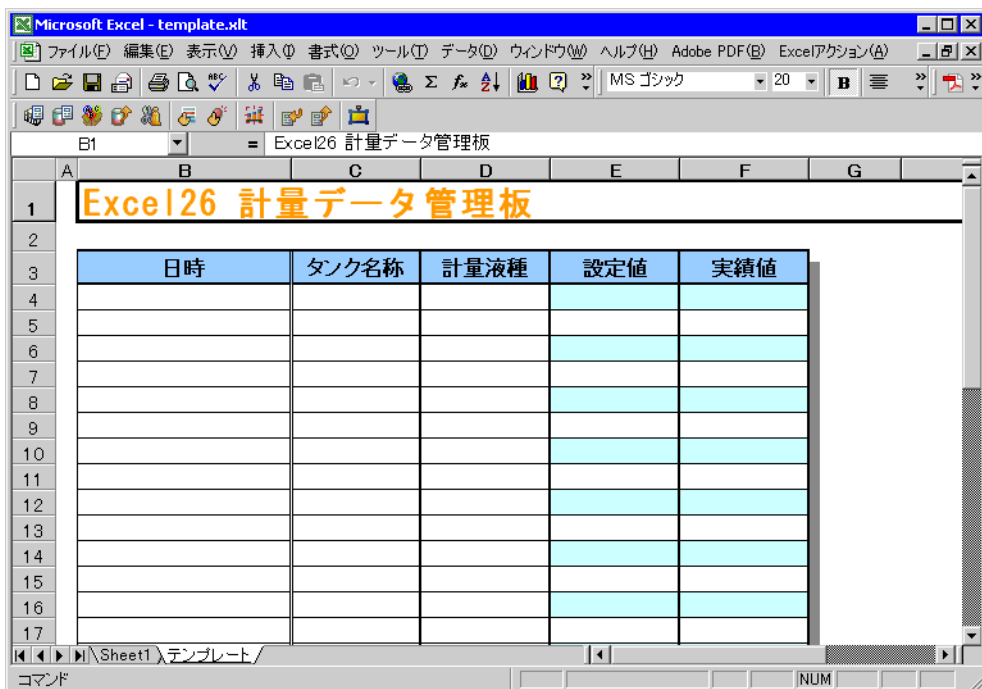 Microsoft Excel - template.xlt
ファイル(F) 編集(E) 表示(V) 挿入(I) 書式(O) ツール(T) データ(D) ウィンドウ(W) ヘルプ(H) Adobe PDF(B) Excelアクション(A)
ABC Σ fx MS ゴシック 20 B
B1 = Excel26 計量データ管理板
A B C D E F G
1 Excel26 計量データ管理板
2
3 日時 タンク名称 計量液種 設定値 実績値
4
5
6
7
8
9
10
11
12
13
14
15
16
17
Sheet1 テンプレート
コマンド NUM